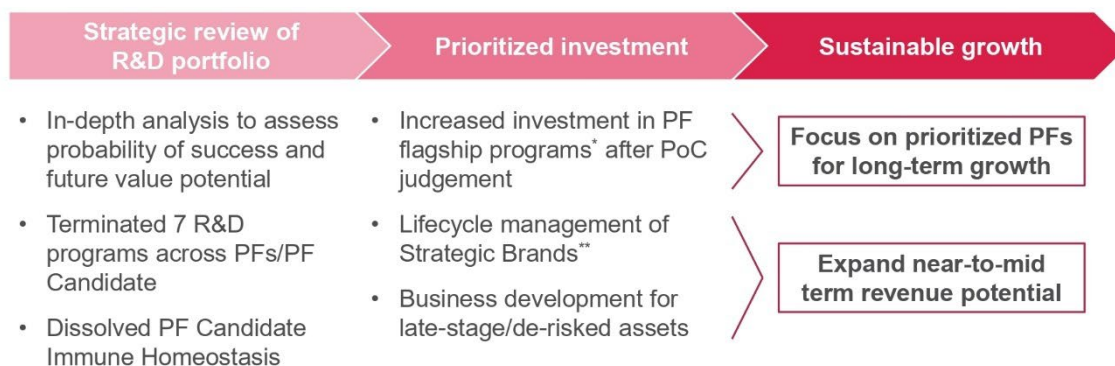 Strategic review of
R&D portfolio
Prioritized investment
Sustainable growth
• In-depth analysis to assess
probability of success and
future value potential
• Terminated 7 R&D
programs across PFs/PF
Candidate
• Dissolved PF Candidate
Immune Homeostasis
• Increased investment in PF
flagship programs* after PoC
judgement
• Lifecycle management of
Strategic Brands**
• Business development for
late-stage/de-risked assets
Focus on prioritized PFs
for long-term growth
Expand near-to-mid
term revenue potential